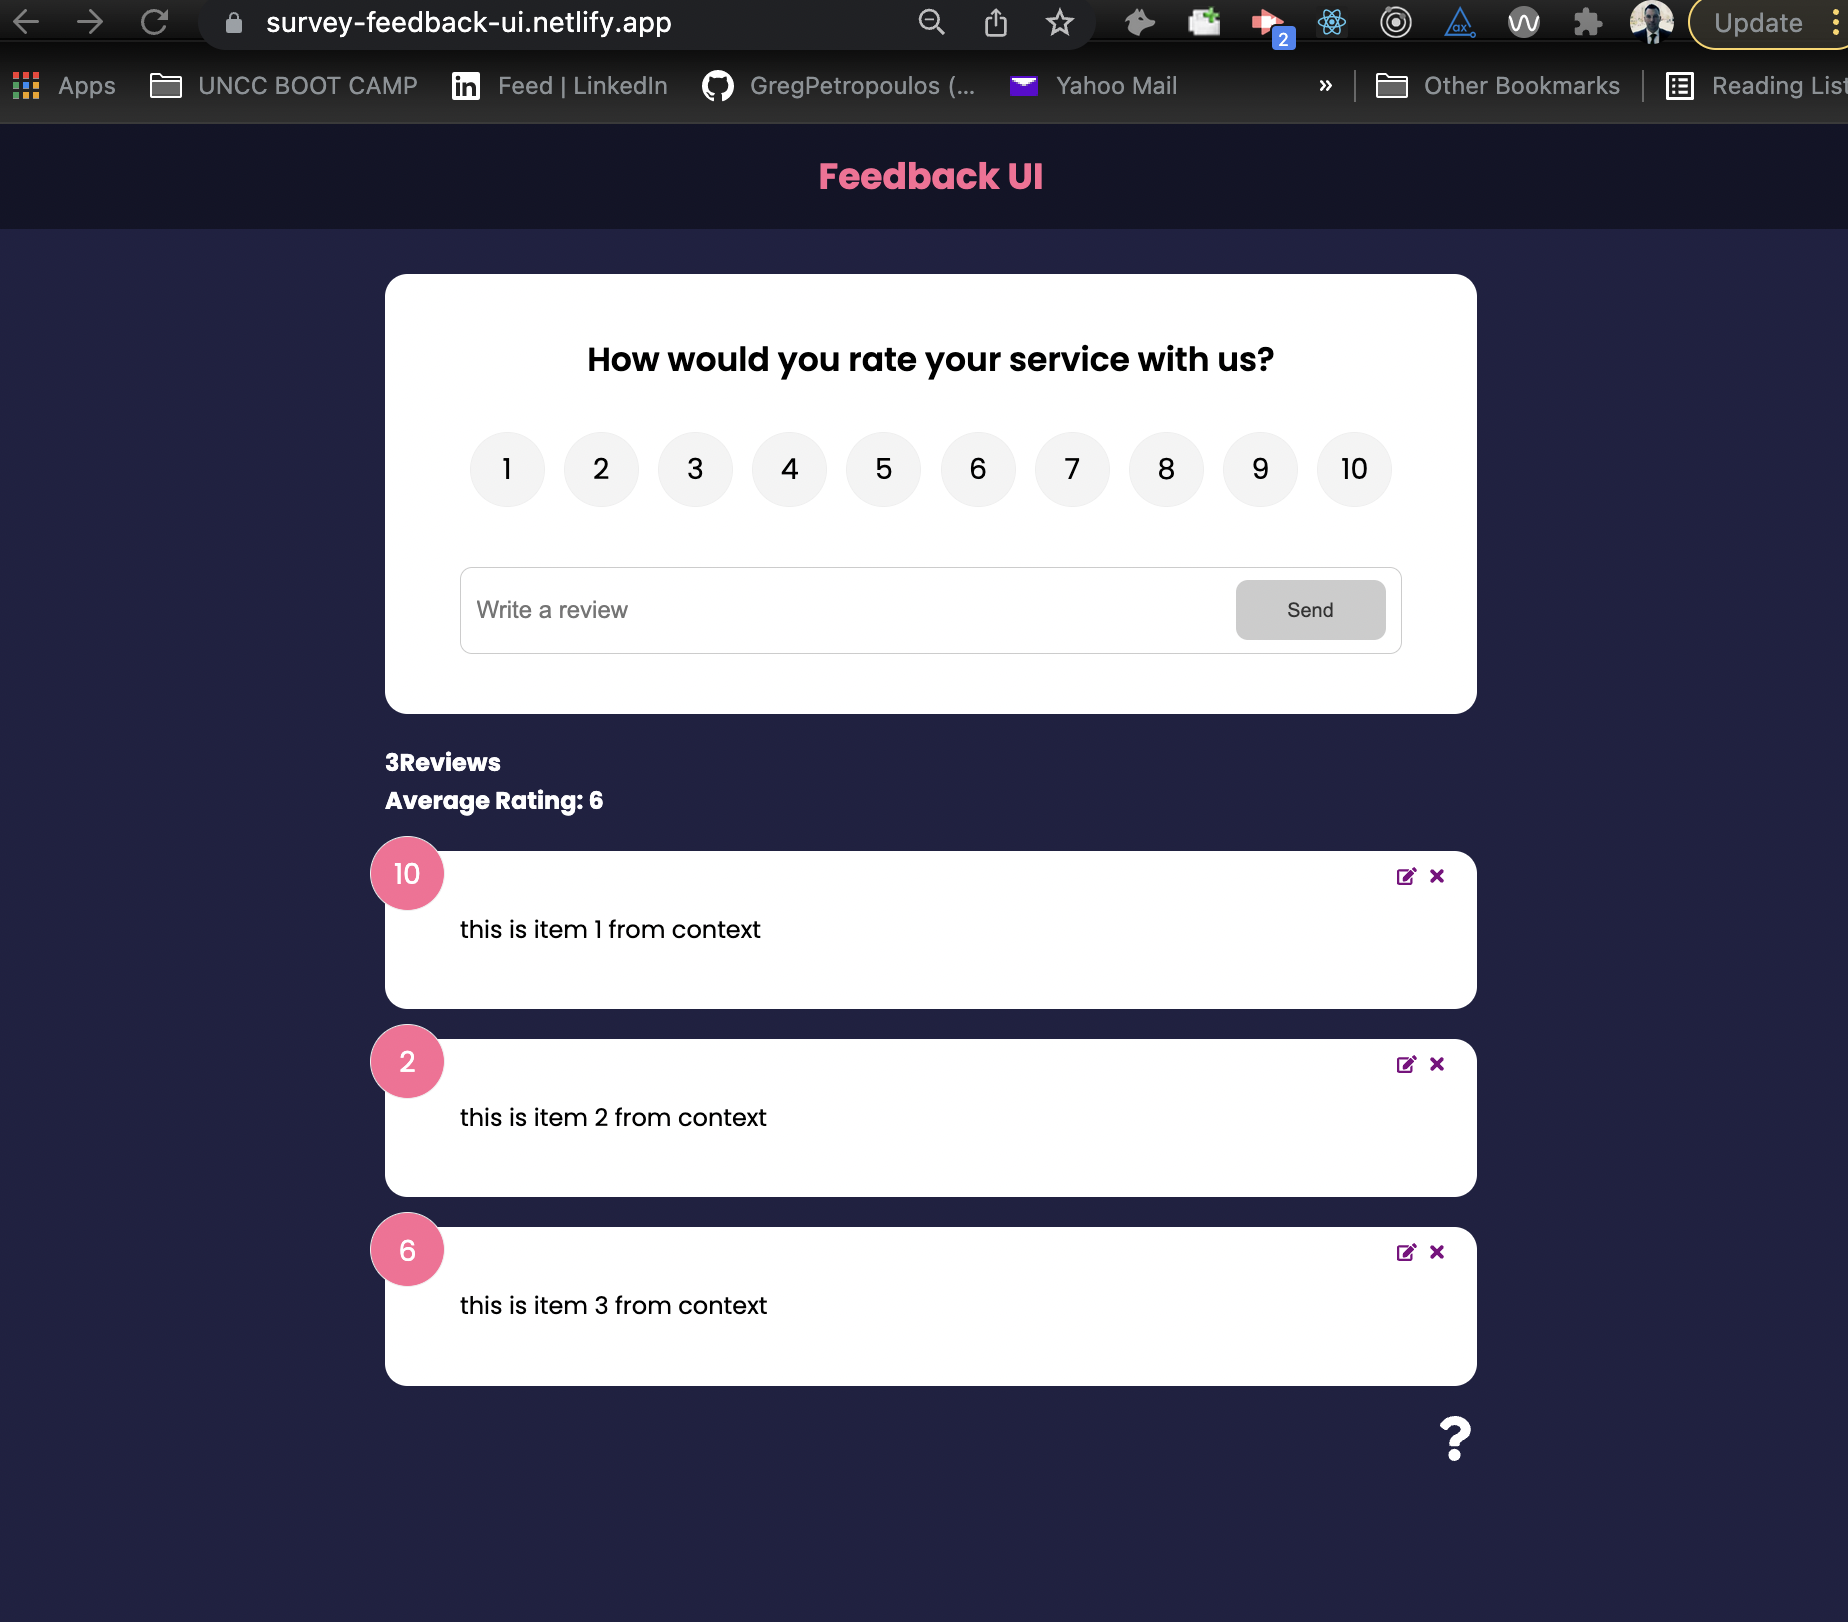 survey-feedback-ui.netlify.app
2
Update
Apps
UNCC BOOT CAMP
in
Feed | LinkedIn
GregPetropoulos (...
Yahoo Mail
»
Other Bookmarks
Reading List
Feedback UI
How would you rate your service with us?
1 2 3 4 5 6 7 8 9 10
Write a review
Send
3Reviews
Average Rating: 6
10
this is item 1 from context
2
this is item 2 from context
6
this is item 3 from context
?